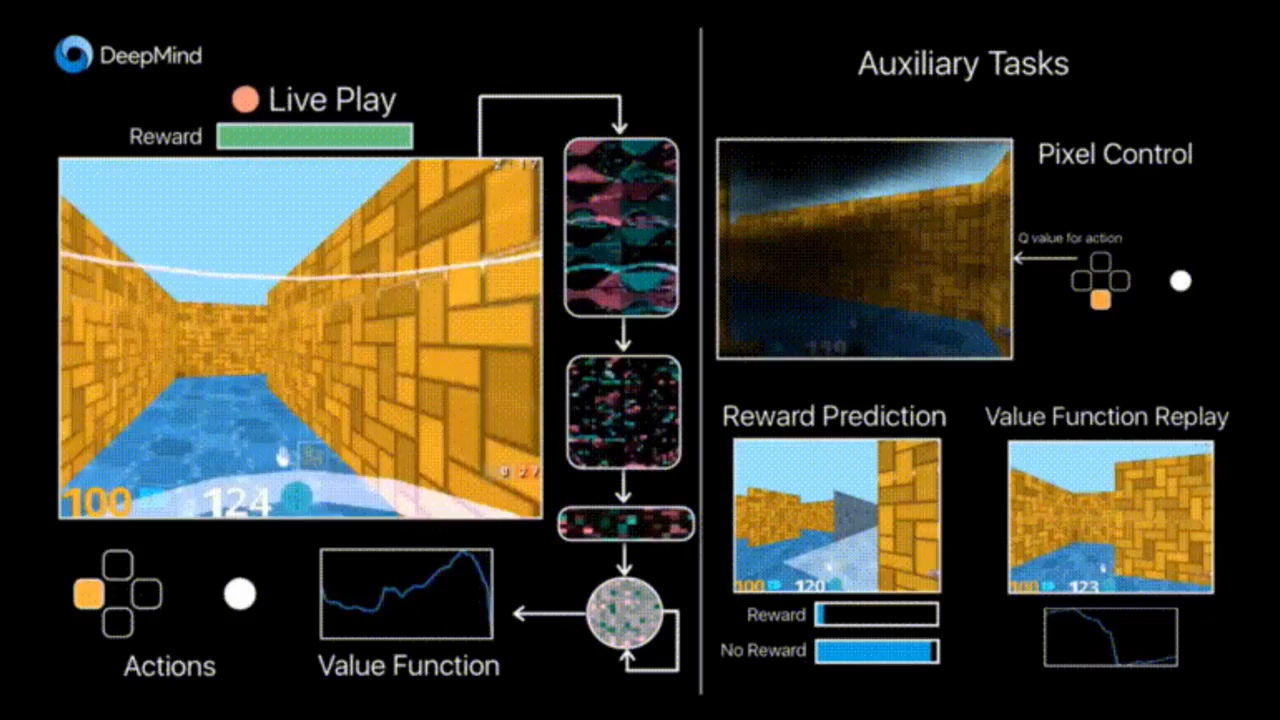 DeepMind
Live Play
Reward
100
124
Actions
Value Function
Auxiliary Tasks
Pixel Control
Q value for action
Reward Prediction
Value Function Replay
100
120
100
123
Reward
No Reward